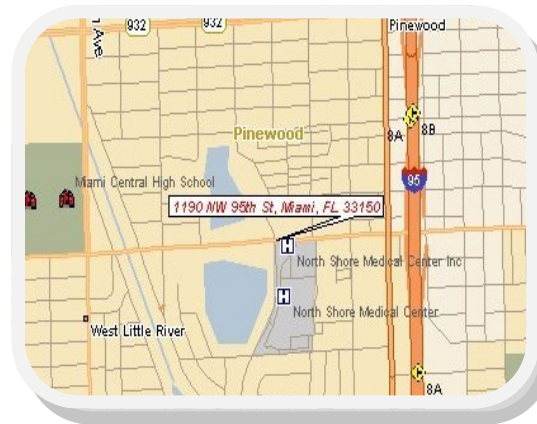 932
932
Pinewood
Ave
8A
8B
Pinewood
95
Miami Central High School
1190 NW 95th St, Miami, FL 33150
H
North Shore Medical Center Inc
H
North Shore Medical Center
West Little River
8A